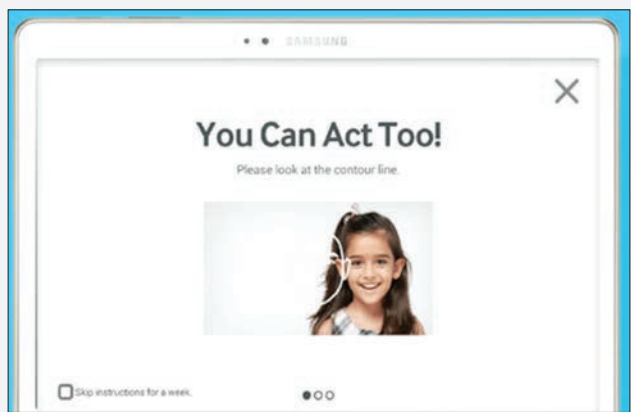 SAMSUNG
You Can Act Too!
Please look at the contour line.
Skip instructions for a week.